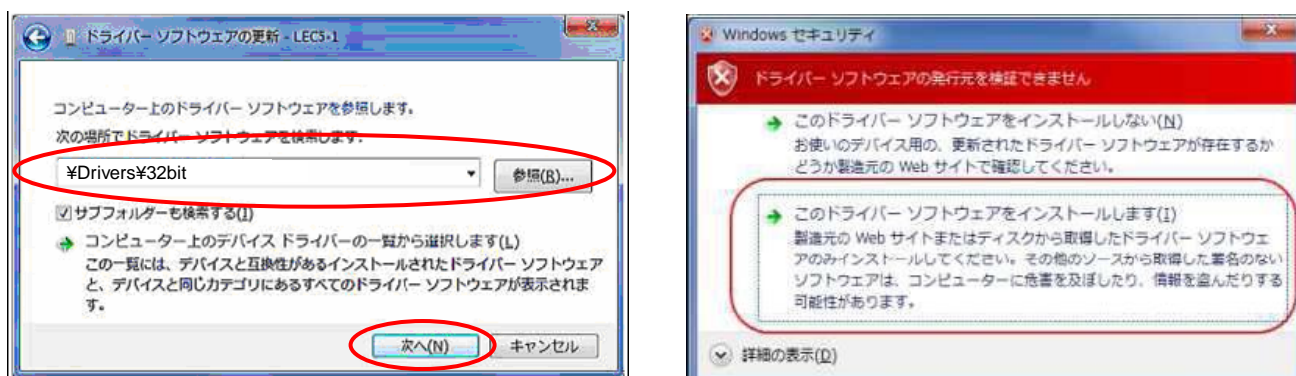 ドライバー ソフトウェアの更新 - LEC5-1
コンピューター上のドライバー ソフトウェアを参照します。
次の場所でドライバー ソフトウェアを検索します:
¥Drivers¥32bit
参照(R)...
サブフォルダーも検索する(I)
コンピューター上のデバイス ドライバーの一覧から選択します(L)
この一覧には、デバイスと互換性があるインストールされたドライバー ソフトウェア
と、デバイスと同じカテゴリにあるすべてのドライバー ソフトウェアが表示されま
す。
次へ(N)
キャンセル
Windows セキュリティ
ドライバー ソフトウェアの発行元を検証できません
このドライバー ソフトウェアをインストールしない(N)
お使いのデバイス用の、更新されたドライバー ソフトウェアが存在するか
どうか製造元の Web サイトで確認してください。
このドライバー ソフトウェアをインストールします(I)
製造元の Web サイトまたはディスクから取得したドライバー ソフトウェ
アのみインストールしてください。その他のソースから取得した署名のない
ソフトウェアは、コンピューターに危害を及ぼしたり、情報を盗んだりする
可能性があります。
詳細の表示(D)